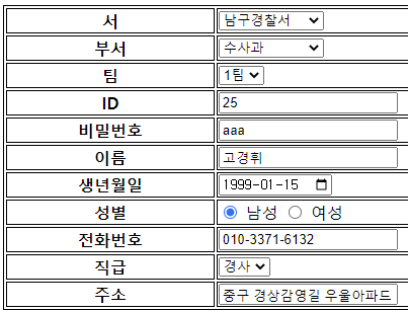 서 남구경찰서
부서 수사과
팀 1팀
ID 25
비밀번호 aaa
이름 고경휘
생년월일 1999-01-15
성별 남성 여성
전화번호 010-3371-6132
직급 경사
주소 중구 경상감영길 우울아파드